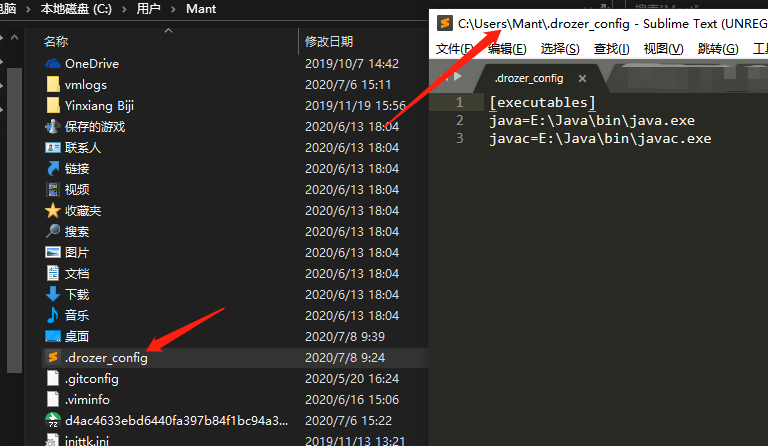 电脑 › 本地磁盘 (C:) › 用户 › Mant
名称 修改日期
OneDrive 2019/10/7 14:42
vmlogs 2020/7/6 15:11
Yinxiang Biji 2019/11/19 15:56
保存的游戏 2020/6/13 18:04
联系人 2020/6/13 18:04
链接 2020/6/13 18:04
视频 2020/6/13 18:04
收藏夹 2020/6/13 18:04
搜索 2020/6/13 18:04
图片 2020/6/13 18:04
文档 2020/6/13 18:04
下载 2020/6/13 18:04
音乐 2020/6/13 18:04
桌面 2020/7/8 9:39
.drozer_config 2020/7/8 9:24
.gitconfig 2020/5/20 16:24
.viminfo 2020/6/16 15:06
d4ac4633ebd6440fa397b84f1bc94a3... 2020/7/6 15:22
inittk.ini 2019/11/13 13:21
C:\Users\Mant\.drozer_config - Sublime Text (UNREG
文件(F) 编辑(E) 选择(S) 查找(I) 视图(V) 跳转(G) 工
.drozer_config ×
1 [executables]
2 java=E:\Java\bin\java.exe
3 javac=E:\Java\bin\javac.exe